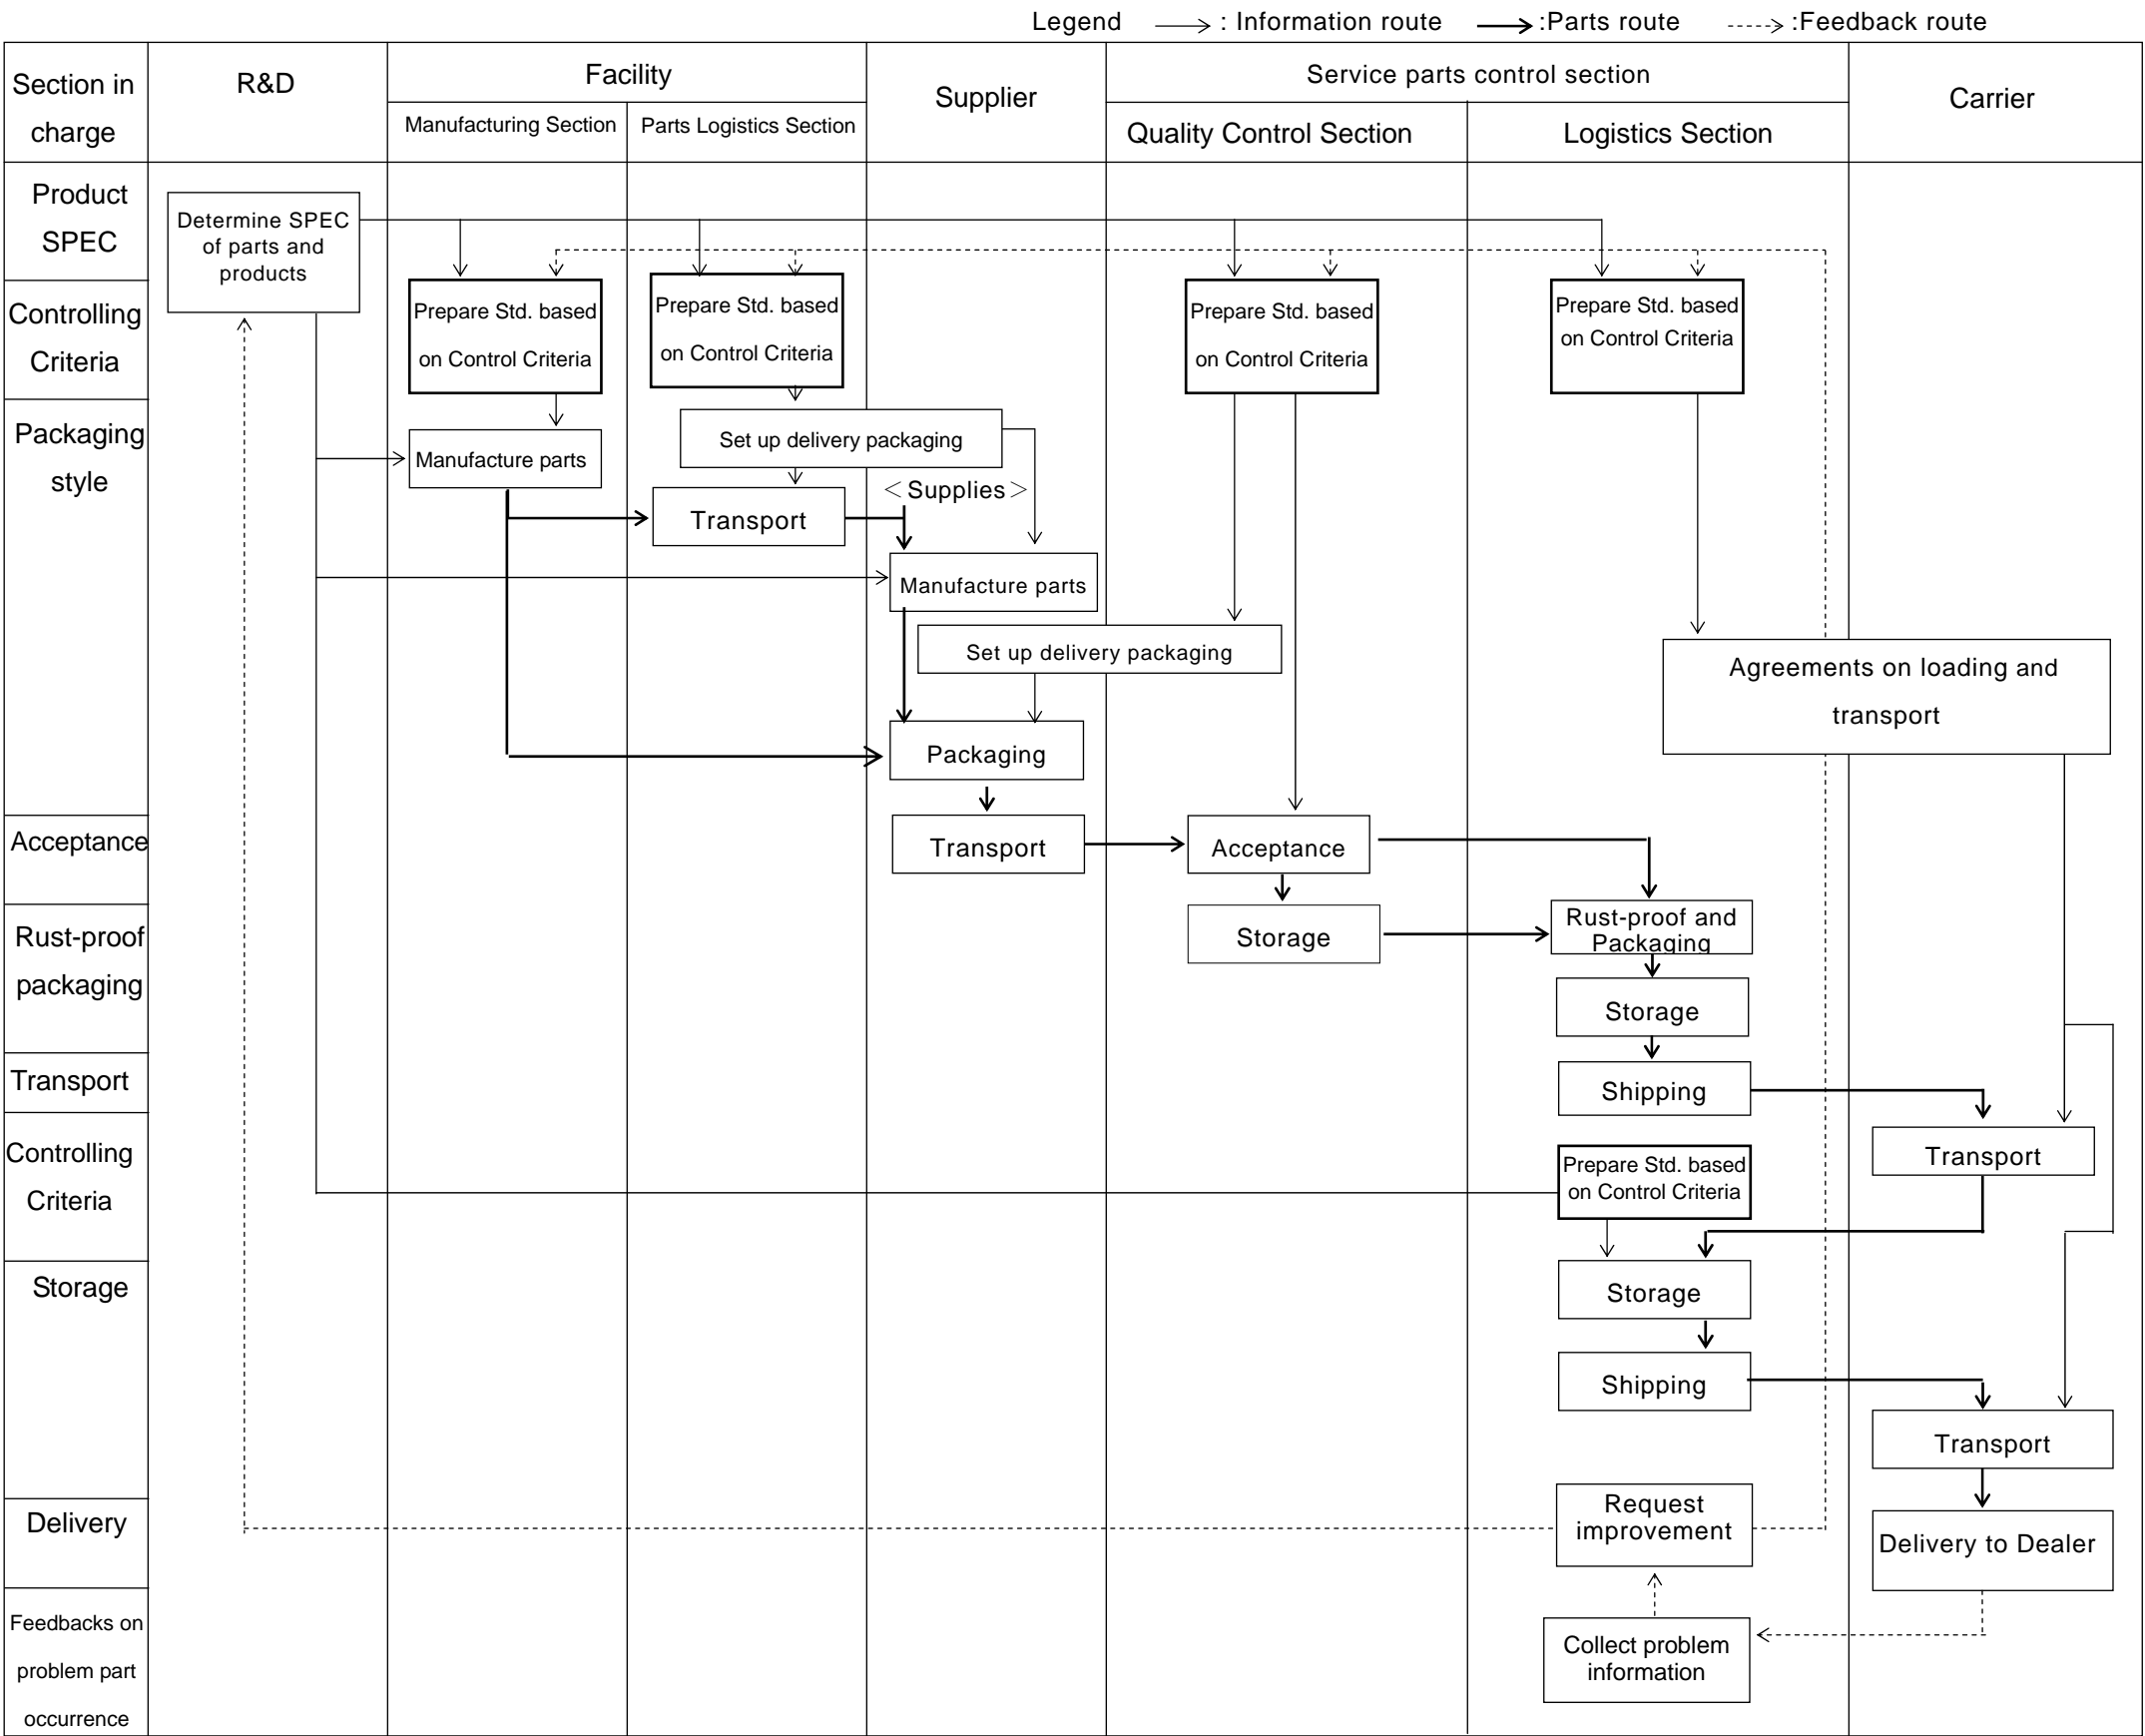 Legend : Information route :Parts route :Feedback route
Section in
charge
R&D
Facility
Manufacturing Section
Parts Logistics Section
Supplier
Service parts control section
Quality Control Section
Logistics Section
Carrier
Product
SPEC
Determine SPEC
of parts and
products
Controlling
Criteria
Prepare Std. based
on Control Criteria
Prepare Std. based
on Control Criteria
Prepare Std. based
on Control Criteria
Prepare Std. based
on Control Criteria
Packaging
style
Manufacture parts
Set up delivery packaging
Transport
<Supplies>
Manufacture parts
Set up delivery packaging
Agreements on loading and
transport
Packaging
Acceptance
Transport
Acceptance
Rust-proof
packaging
Storage
Rust-proof and
Packaging
Storage
Transport
Shipping
Controlling
Criteria
Transport
Prepare Std. based
on Control Criteria
Storage
Storage
Shipping
Transport
Delivery
Request
improvement
Delivery to Dealer
Feedbacks on
problem part
occurrence
Collect problem
information